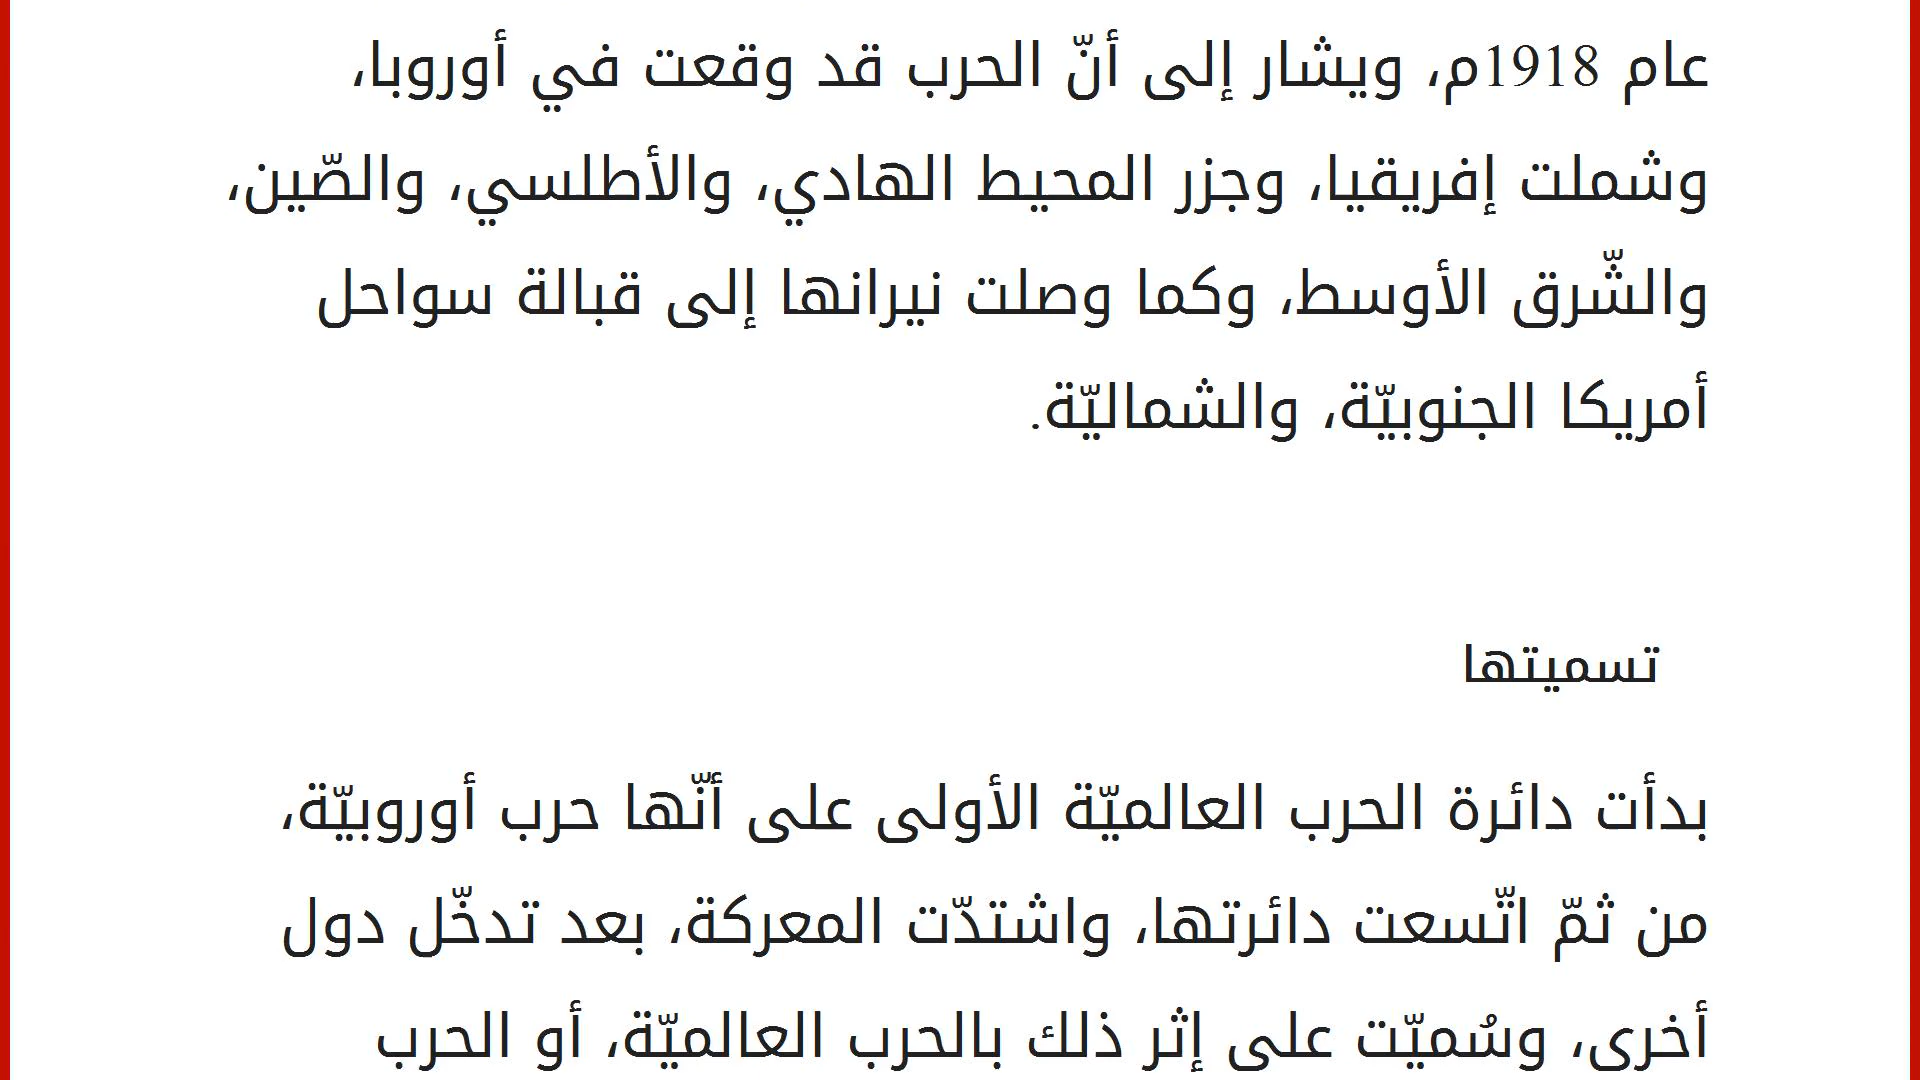 عام 1918م، ويشار إلى أنّ الحرب قد وقعت في أوروبا،
وشملت إفريقيا، وجزر المحيط الهادي، والأطلسي، والصّين،
والشّرق الأوسط، وكما وصلت نيرانها إلى قبالة سواحل
أمريكا الجنوبيّة، والشماليّة.
تسميتها
بدأت دائرة الحرب العالميّة الأولى على أنّها حرب أوروبيّة،
من ثمّ اتّسعت دائرتها، واشتدّت المعركة، بعد تدخّل دول
أخرى، وسُميّت على إثر ذلك بالحرب العالميّة، أو الحرب